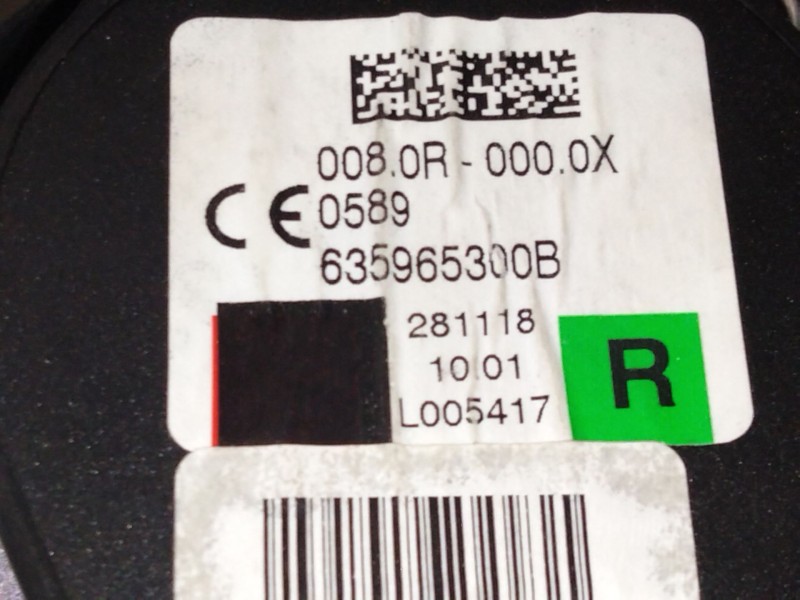 008.0R - 000.0X
CE 0589
635965300B
281118
10.01
L005417
R